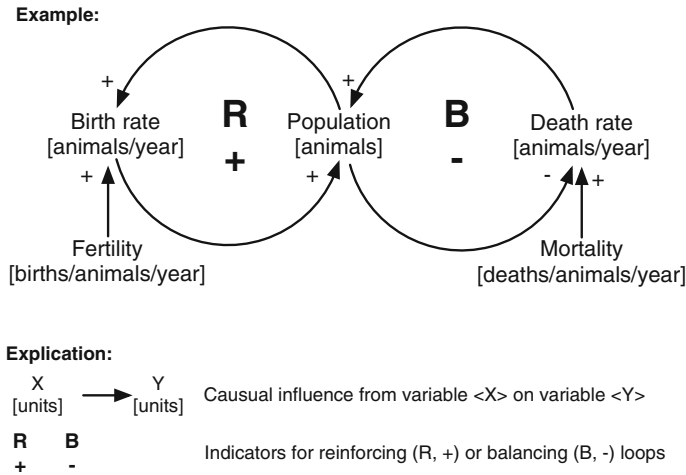 Example:
+ +
R B
Birth rate Population Death rate
[animals/year] [animals] [animals/year]
+ -
+ + - +
Fertility Mortality
[births/animals/year] [deaths/animals/year]
Explication:
X Y
[units] [units]
Causual influence from variable <X> on variable <Y>
R B
+ -
Indicators for reinforcing (R, +) or balancing (B, -) loops